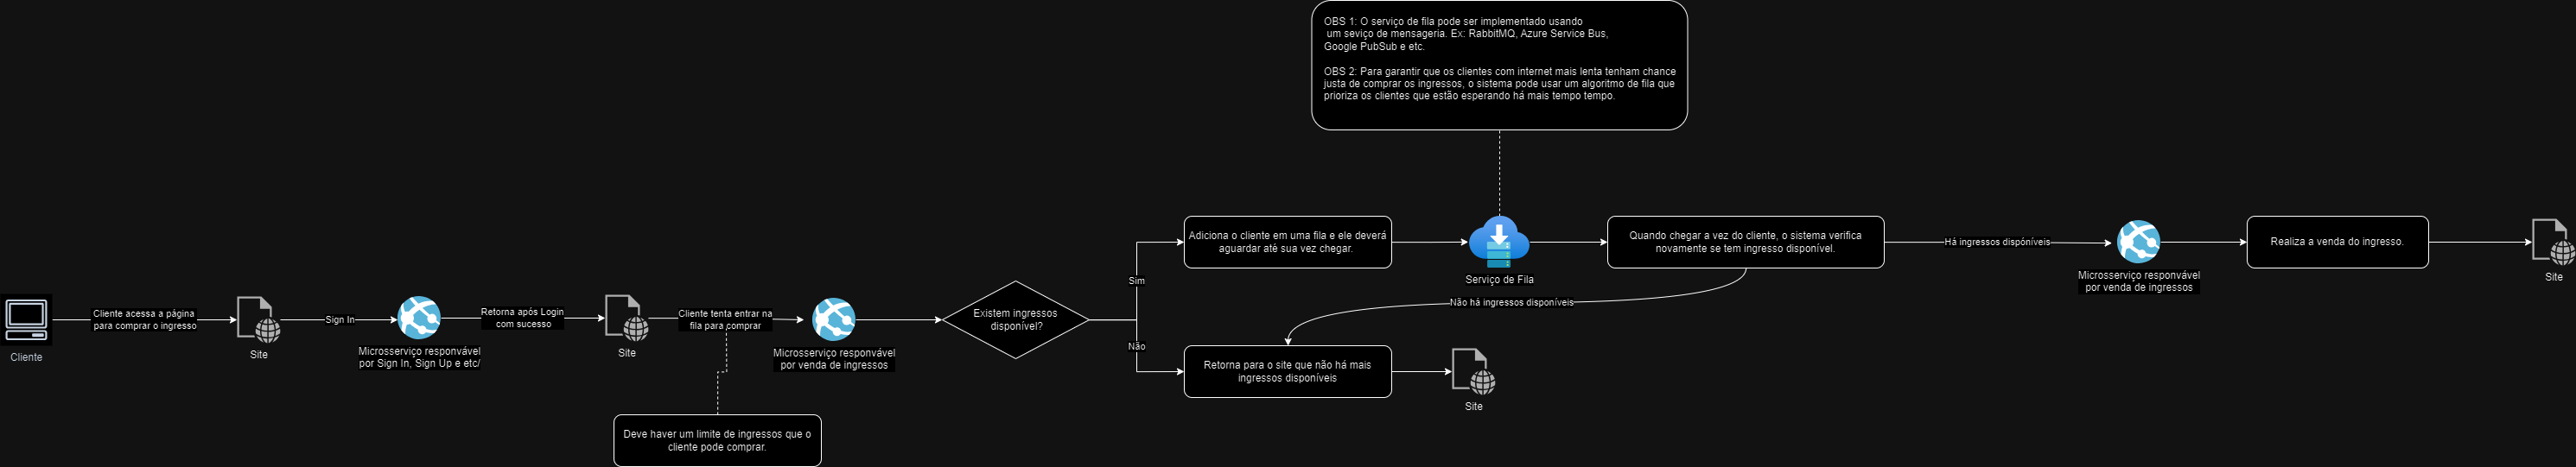 OBS 1: O serviço de fila pode ser implementado usando
um seviço de mensageria. Ex: RabbitMQ, Azure Service Bus,
Google PubSub e etc.
OBS 2: Para garantir que os clientes com internet mais lenta tenham chance
justa de comprar os ingressos, o sistema pode usar um algoritmo de fila que
prioriza os clientes que estão esperando há mais tempo tempo.
Cliente
Cliente acessa a página
para comprar o ingresso
Site
Sign In
Microsserviço responvável
por Sign In, Sign Up e etc/
Retorna após Login
com sucesso
Site
Cliente tenta entrar na
fila para comprar
Deve haver um limite de ingressos que o
cliente pode comprar.
Microsserviço responvável
por venda de ingressos
Existem ingressos
disponível?
Sim
Não
Adiciona o cliente em uma fila e ele deverá
aguardar até sua vez chegar.
Serviço de Fila
Quando chegar a vez do cliente, o sistema verifica
novamente se tem ingresso disponível.
Não há ingressos disponíveis
Retorna para o site que não há mais
ingressos disponíveis
Site
Há ingressos dispóníveis
Microsserviço responvável
por venda de ingressos
Realiza a venda do ingresso.
Site